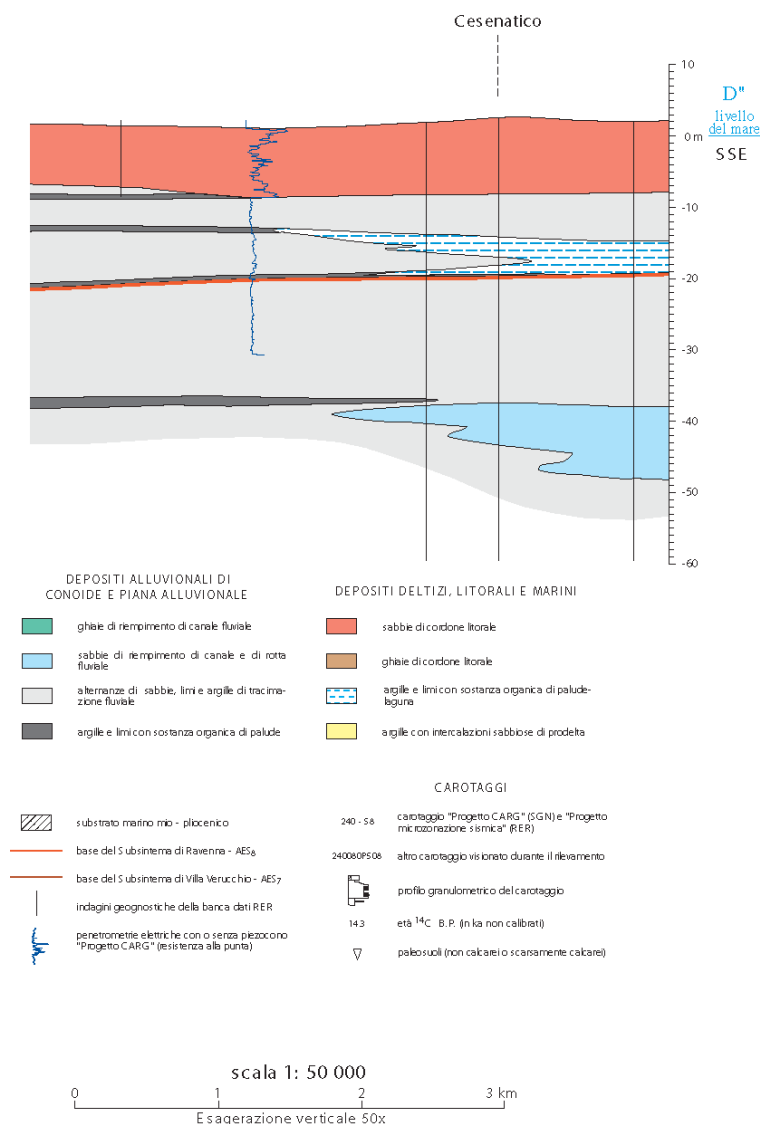 Cesenatico
10
D"
livello
del mare
0 m
SSE
-10
-20
-30
-40
-50
-60
DEPOSITI ALLUVIONALI DI
CONOIDE E PIANA ALLUVIONALE
ghiaie di riempimento di canale fluviale
sabbie di riempimento di canale e di rotta
fluviale
alternanze di sabbie, limi e argille di tracima-
zione fluviale
argille e limi con sostanza organica di palude
DEPOSITI DELTIZI, LITORALI E MARINI
sabbie di cordone litorale
ghiaie di cordone litorale
argille e limi con sostanza organica di palude-
laguna
argille con intercalazioni sabbiose di prodelta
substrato marino mio - pliocenico
base del Subsintema di Ravenna - AES8
base del Subsintema di Villa Verucchio - AES7
indagini geognostiche della banca dati RER
penetrometrie elettriche con o senza piezocono
"Progetto CARG" (resistenza alla punta)
CAROTAGGI
240 - S8
carotaggio "Progetto CARG" (SGN) e "Progetto
microzonazione sismica" (RER)
240080PS08
altro carotaggio visionato durante il rilevamento
profilo granulometrico del carotaggio
14.3
età 14C B.P. (in ka non calibrati)
paleosuoli (non calcarei o scarsamente calcarei)
scala 1: 50 000
0 1 2 3 km
Esagerazione verticale 50x